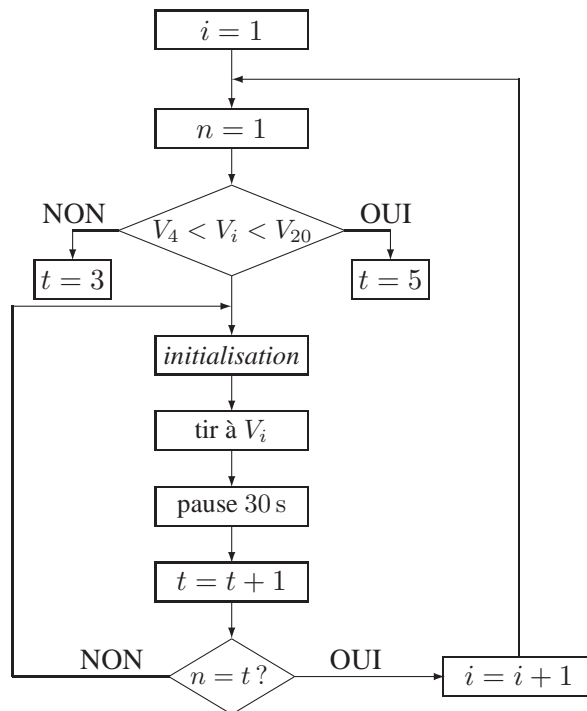 i = 1
n = 1
NON
OUI
V₄ < Vᵢ < V₂₀
t = 3
t = 5
initialisation
tir à Vᵢ
pause 30 s
t = t + 1
NON
n = t ?
OUI
i = i + 1